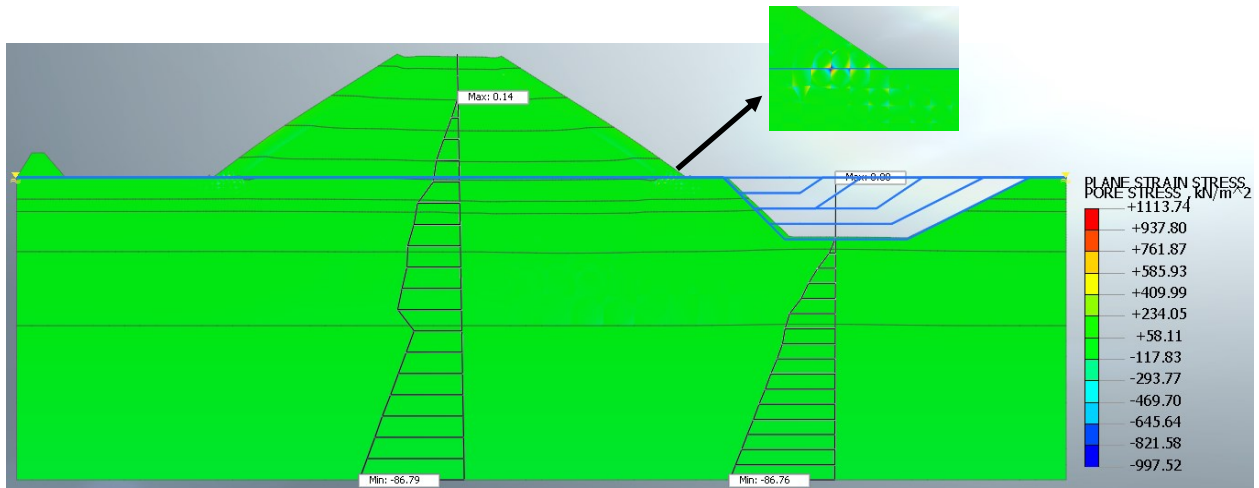 Max: 0.14
Max: 0.00
PLANE STRAIN STRESS
PORE STRESS , kN/m^2
+1113.74
+937.80
+761.87
+585.93
+409.99
+234.05
+58.11
-117.83
-293.77
-469.70
-645.64
-821.58
-997.52
Min: -86.79
Min: -86.76